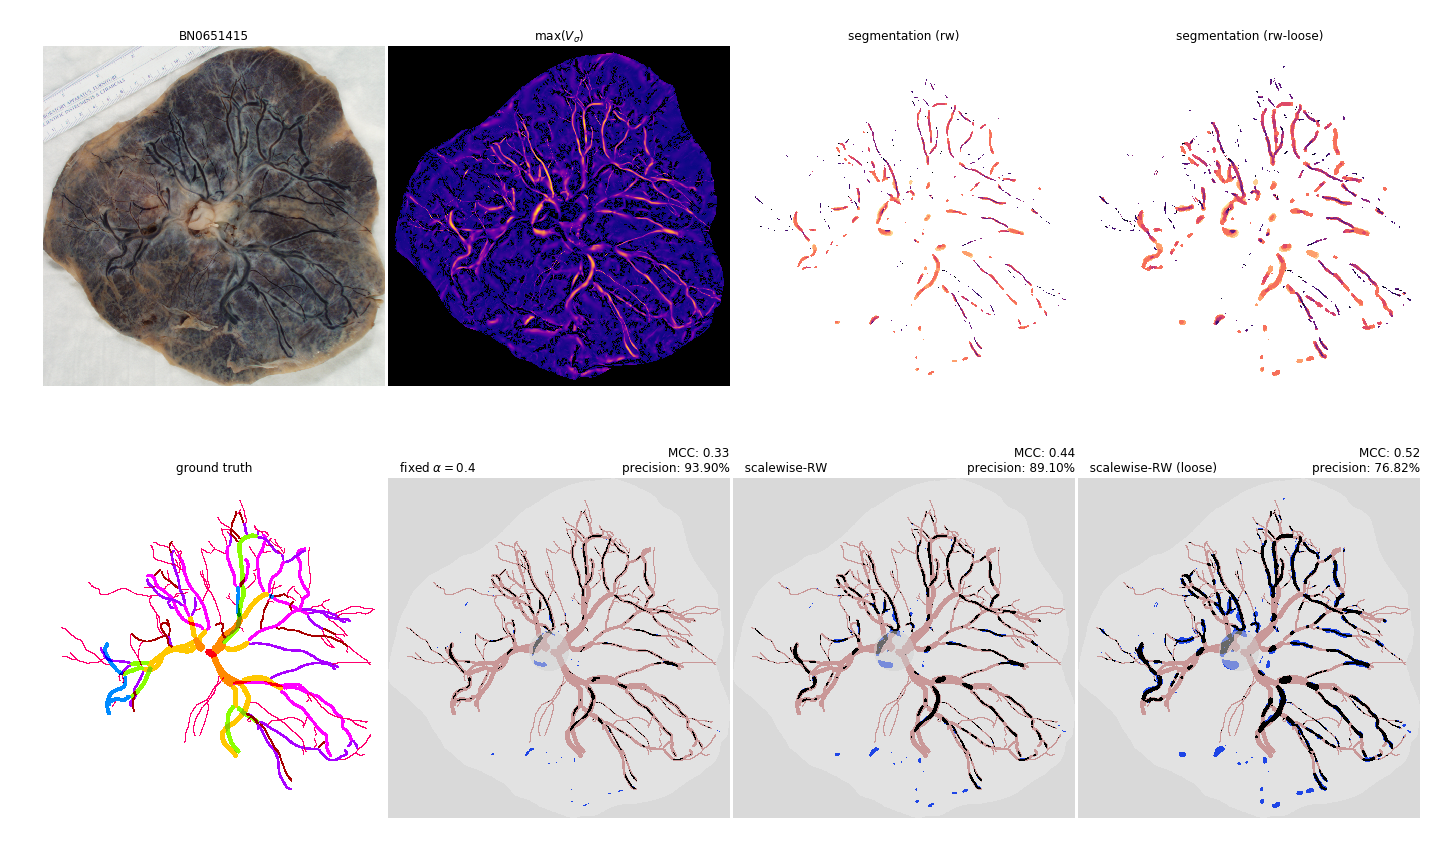 BN0651415
max(Vσ)
segmentation (rw)
segmentation (rw-loose)
ground truth
fixed α = 0.4
MCC: 0.33
precision: 93.90%
scalewise-RW
MCC: 0.44
precision: 89.10%
scalewise-RW (loose)
MCC: 0.52
precision: 76.82%